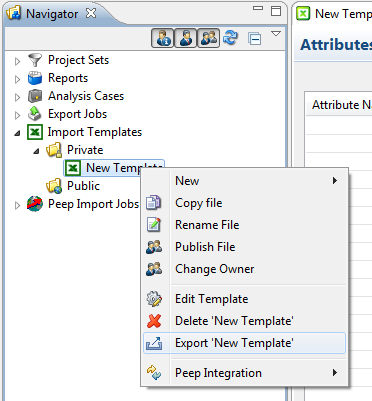 Navigator
New Templ
Attributes
Project Sets
Reports
Analysis Cases
Export Jobs
Attribute N
Import Templates
Private
New Template
Public
Peep Import Jobs
New
Copy file
Rename File
Publish File
Change Owner
Edit Template
Delete 'New Template'
Export 'New Template'
Peep Integration